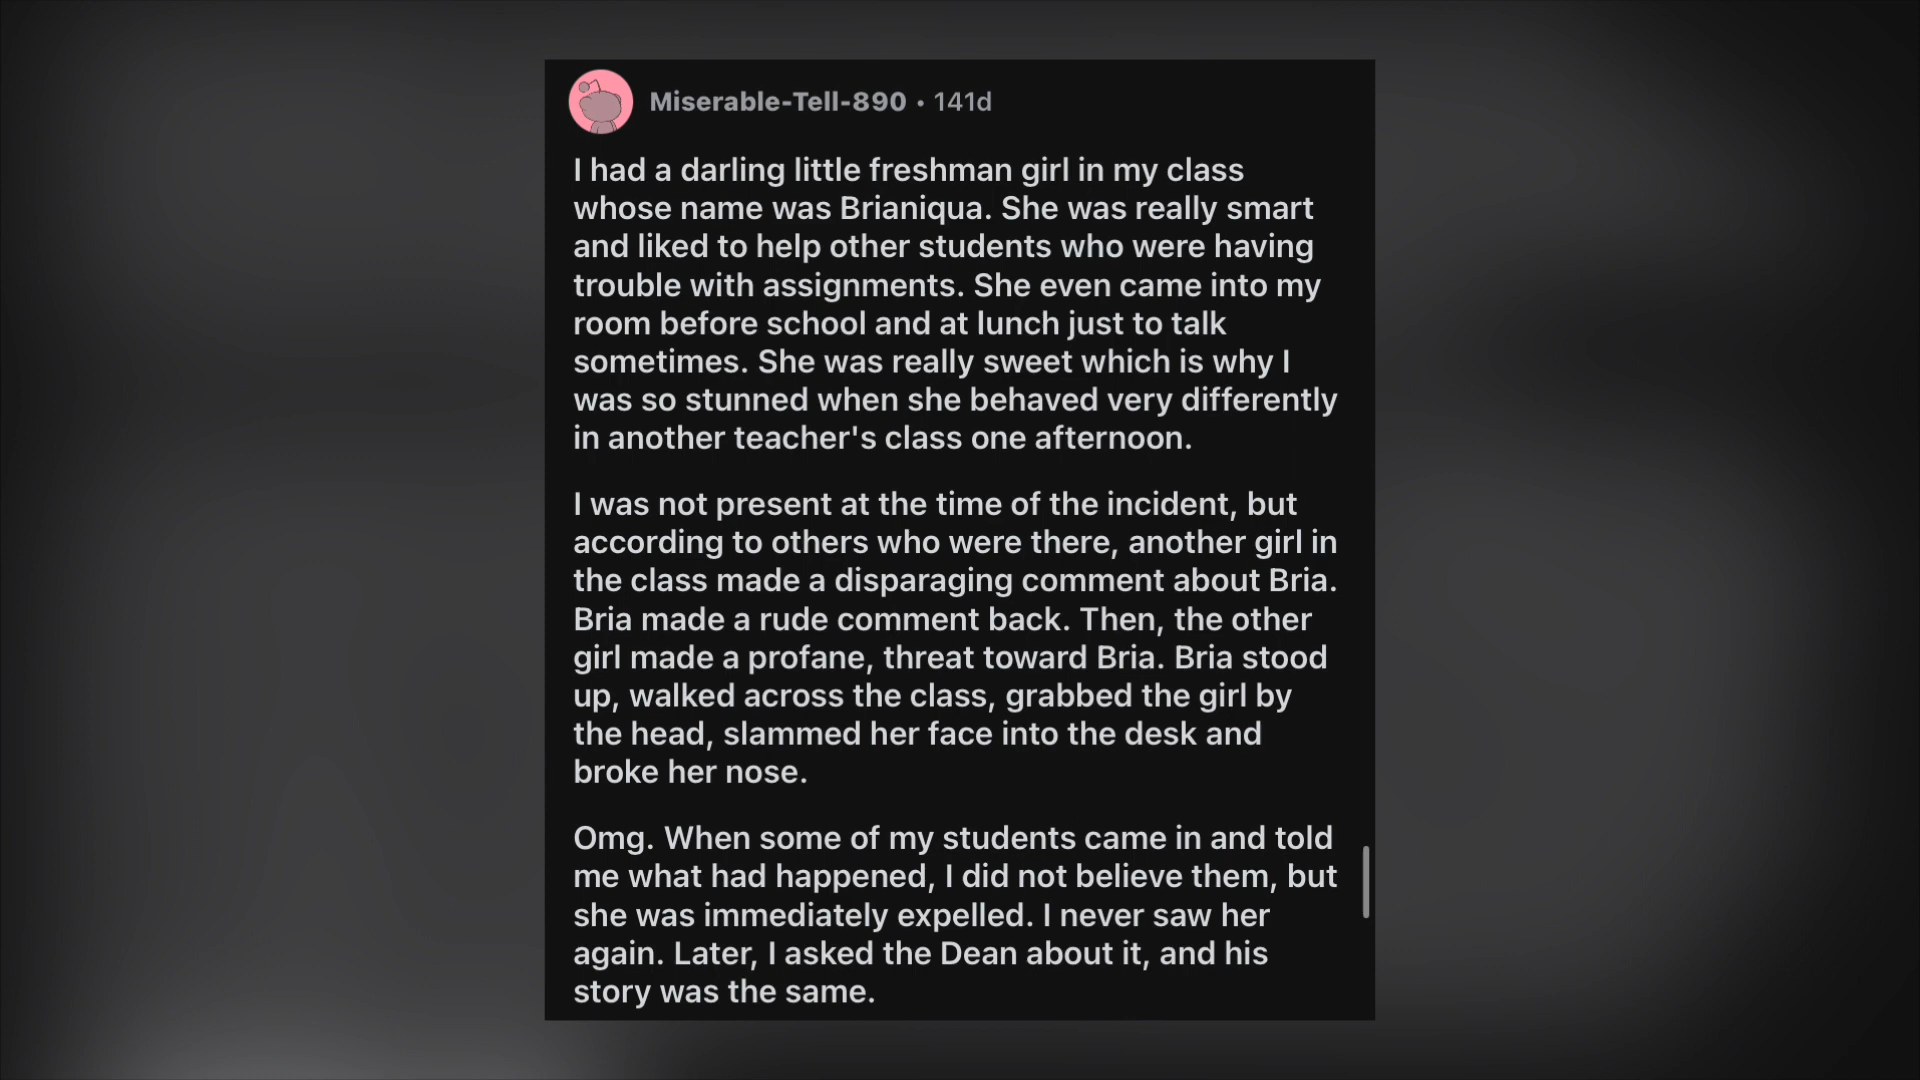 Miserable-Tell-890 • 141d
I had a darling little freshman girl in my class
whose name was Brianiqua. She was really smart
and liked to help other students who were having
trouble with assignments. She even came into my
room before school and at lunch just to talk
sometimes. She was really sweet which is why I
was so stunned when she behaved very differently
in another teacher's class one afternoon.
I was not present at the time of the incident, but
according to others who were there, another girl in
the class made a disparaging comment about Bria.
Bria made a rude comment back. Then, the other
girl made a profane, threat toward Bria. Bria stood
up, walked across the class, grabbed the girl by
the head, slammed her face into the desk and
broke her nose.
Omg. When some of my students came in and told
me what had happened, I did not believe them, but
she was immediately expelled. I never saw her
again. Later, I asked the Dean about it, and his
story was the same.